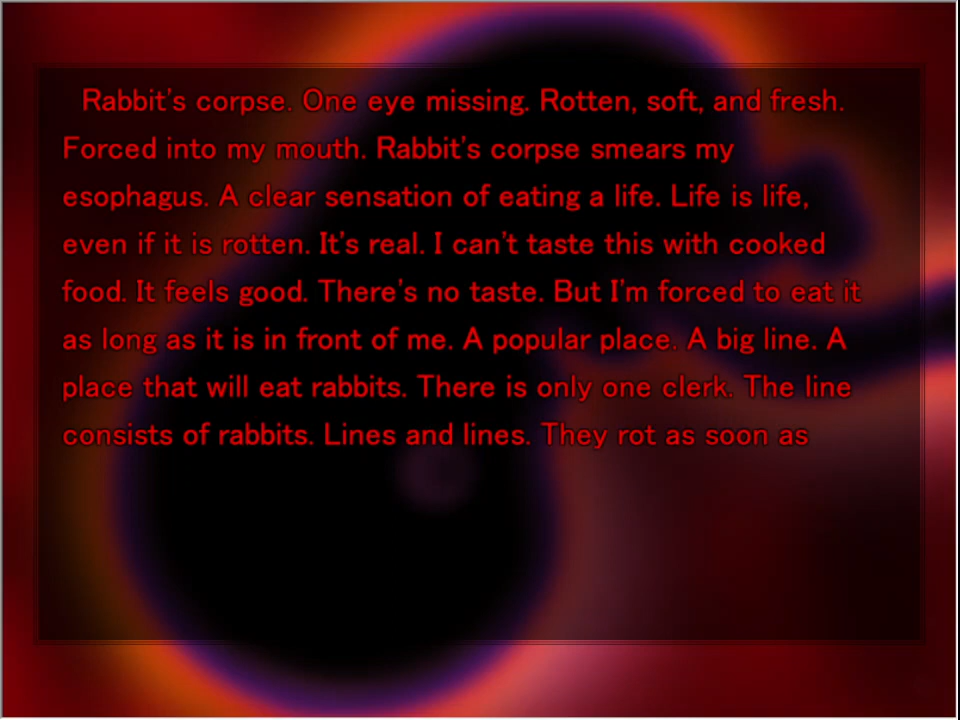 Rabbit's corpse. One eye missing. Rotten, soft, and fresh.
Forced into my mouth. Rabbit's corpse smears my
esophagus. A clear sensation of eating a life. Life is life,
even if it is rotten. It's real. I can't taste this with cooked
food. It feels good. There's no taste. But I'm forced to eat it
as long as it is in front of me. A popular place. A big line. A
place that will eat rabbits. There is only one clerk. The line
consists of rabbits. Lines and lines. They rot as soon as